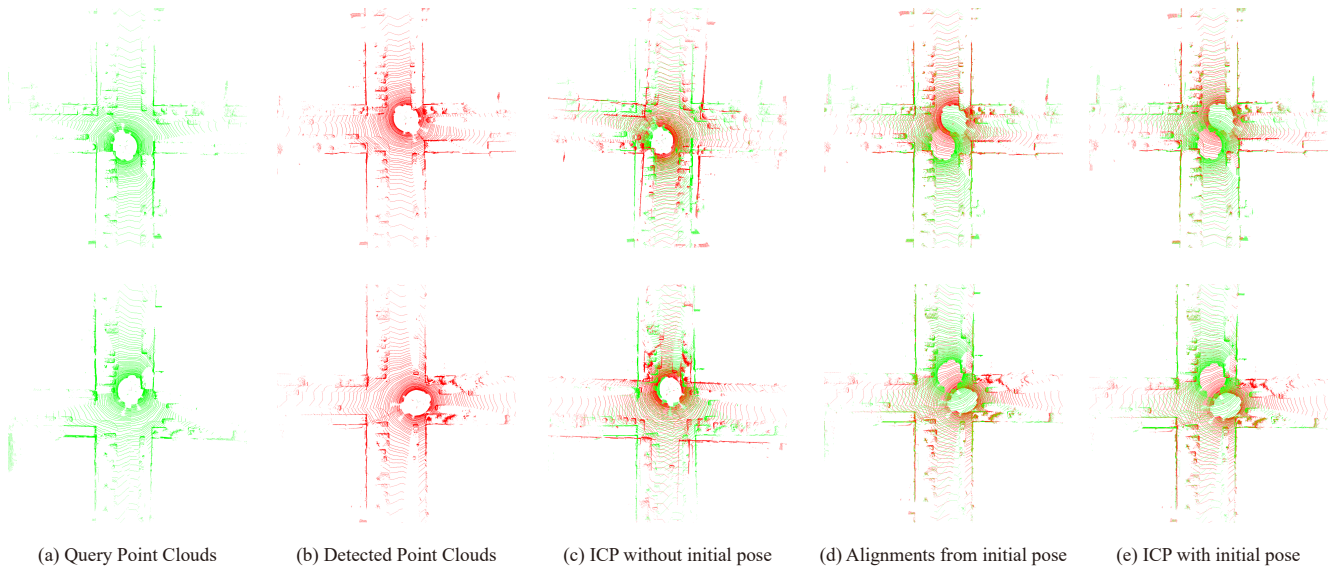 (a) Query Point Clouds
(b) Detected Point Clouds
(c) ICP without initial pose
(d) Alignments from initial pose
(e) ICP with initial pose